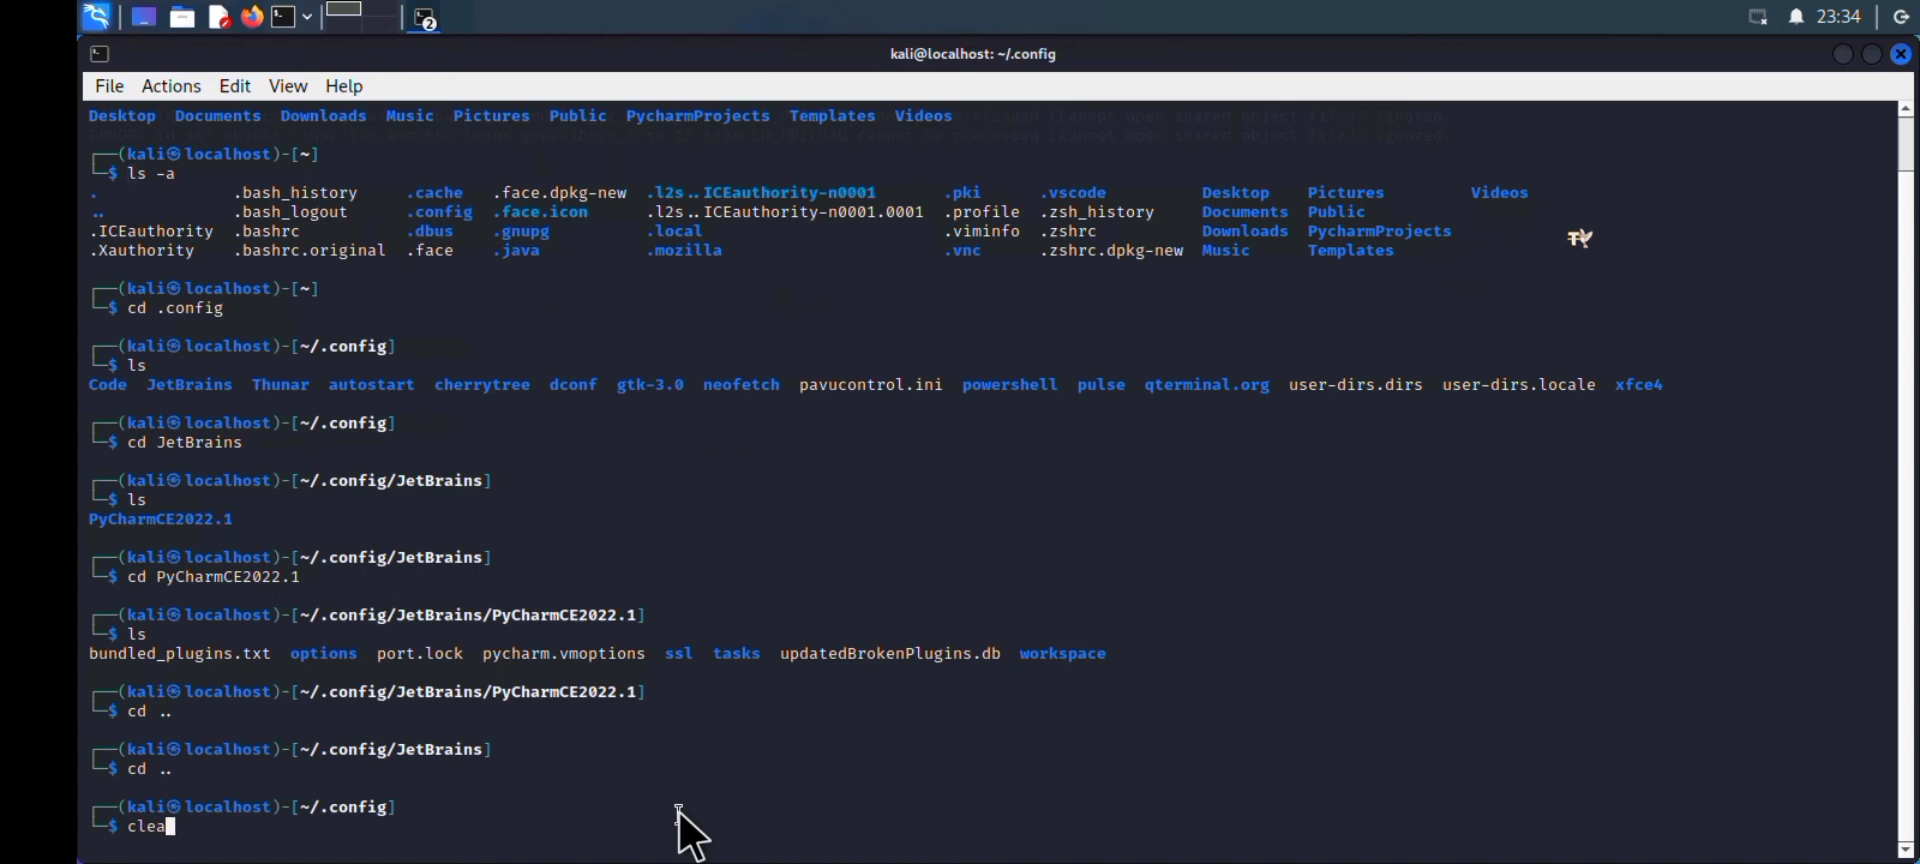 2
23:34
kali@localhost: ~/.config
File Actions Edit View Help
Desktop Documents Downloads Music Pictures Public PycharmProjects Templates Videos
┌──(kali㉿localhost)-[~]
└─$ ls -a
. .bash_history .cache .face.dpkg-new .l2s..ICEauthority-n0001 .pki .vscode Desktop Pictures Videos
.. .bash_logout .config .face.icon .l2s..ICEauthority-n0001.0001 .profile .zsh_history Documents Public
.ICEauthority .bashrc .dbus .gnupg .local .viminfo .zshrc Downloads PycharmProjects
.Xauthority .bashrc.original .face .java .mozilla .vnc .zshrc.dpkg-new Music Templates
┌──(kali㉿localhost)-[~]
└─$ cd .config
┌──(kali㉿localhost)-[~/.config]
└─$ ls
Code JetBrains Thunar autostart cherrytree dconf gtk-3.0 neofetch pavucontrol.ini powershell pulse qterminal.org user-dirs.dirs user-dirs.locale xfce4
┌──(kali㉿localhost)-[~/.config]
└─$ cd JetBrains
┌──(kali㉿localhost)-[~/.config/JetBrains]
└─$ ls
PyCharmCE2022.1
┌──(kali㉿localhost)-[~/.config/JetBrains]
└─$ cd PyCharmCE2022.1
┌──(kali㉿localhost)-[~/.config/JetBrains/PyCharmCE2022.1]
└─$ ls
bundled_plugins.txt options port.lock pycharm.vmoptions ssl tasks updatedBrokenPlugins.db workspace
┌──(kali㉿localhost)-[~/.config/JetBrains/PyCharmCE2022.1]
└─$ cd ..
┌──(kali㉿localhost)-[~/.config/JetBrains]
└─$ cd ..
┌──(kali㉿localhost)-[~/.config]
└─$ clea